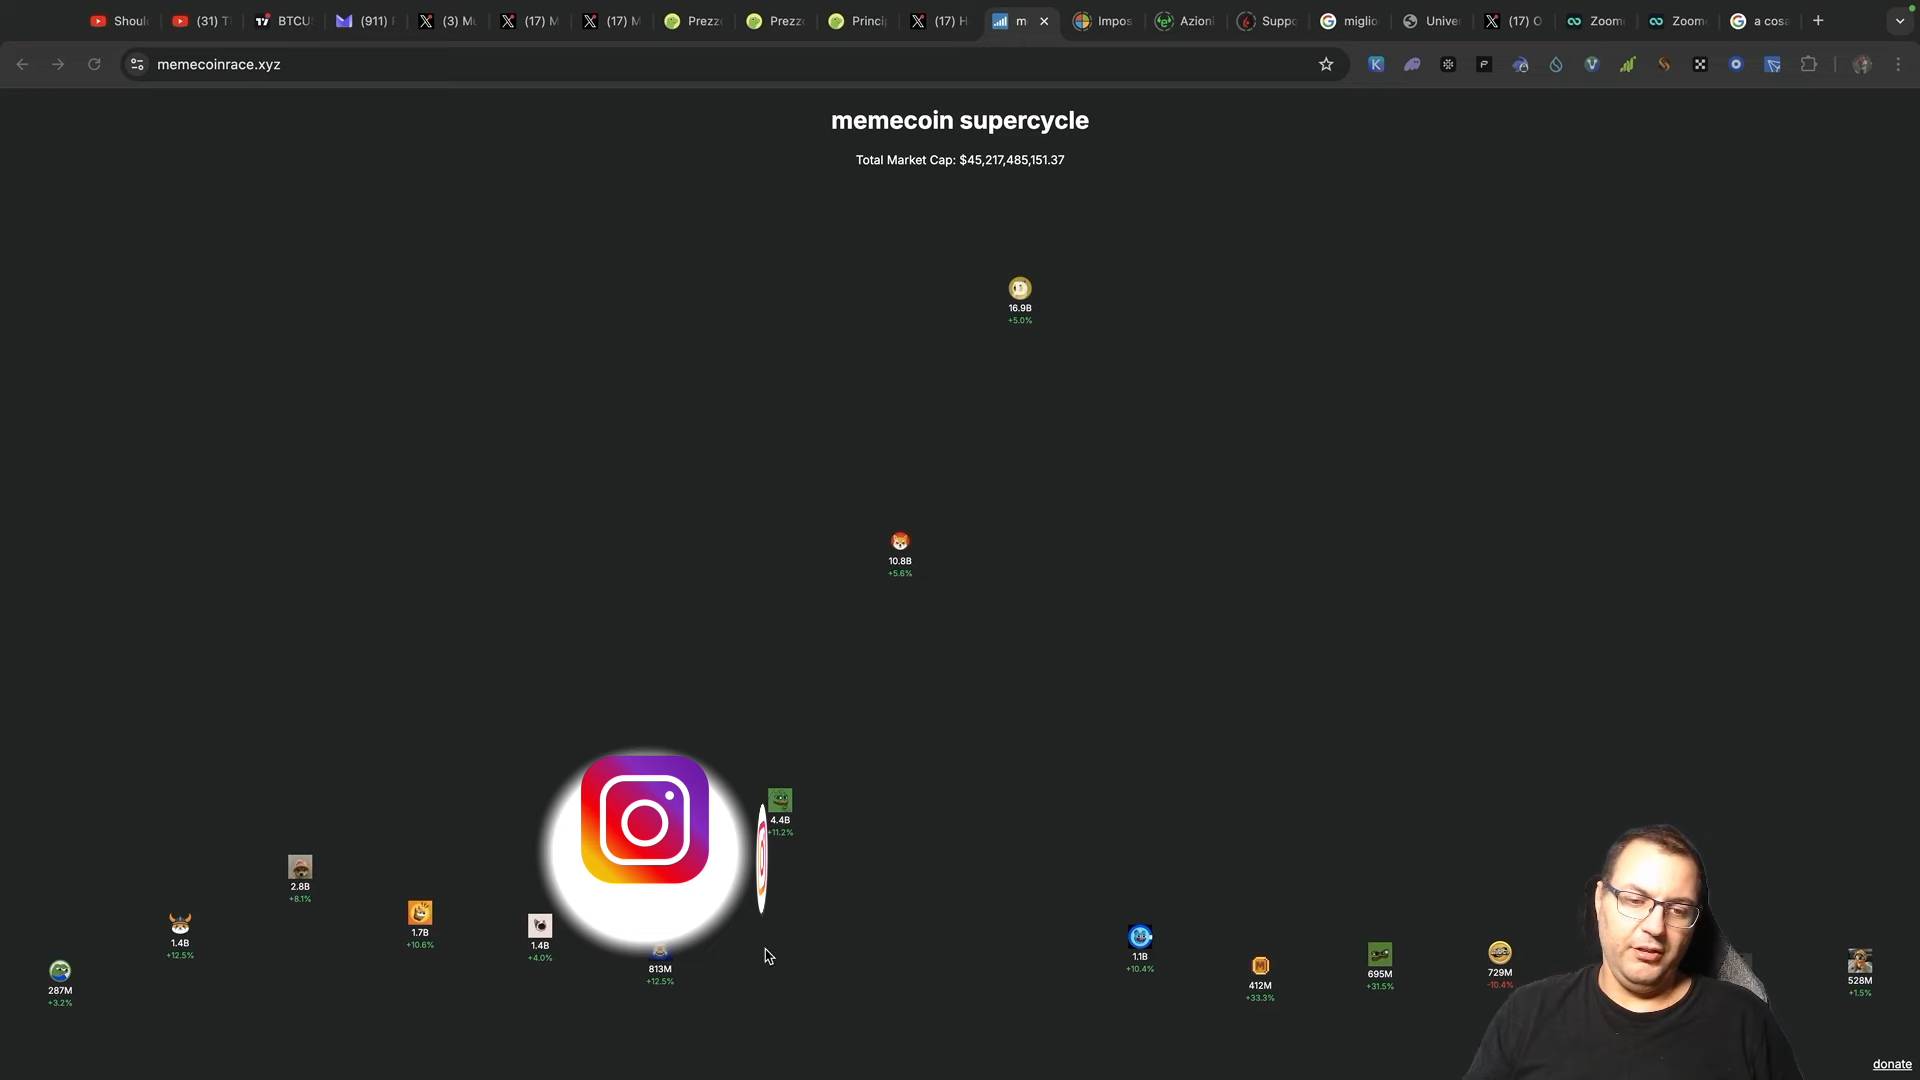 Shoul
(31) T
BTCU
(911)
(3) M
(17) M
(17) M
Prezz
Prezz
Princi
(17) H
m
Impos
Azioni
Suppo
miglio
Univer
(17) O
Zoom
Zoom
a cosa
memecoinrace.xyz
memecoin supercycle
Total Market Cap: $45,217,485,151.37
16.9B
+5.0%
10.8B
+5.6%
4.4B
+11.2%
2.8B
+8.1%
1.7B
+10.6%
1.4B
+12.5%
1.4B
+4.0%
813M
+12.5%
287M
+3.2%
1.1B
+10.4%
412M
+33.3%
695M
+31.5%
729M
-10.4%
528M
+1.5%
donate